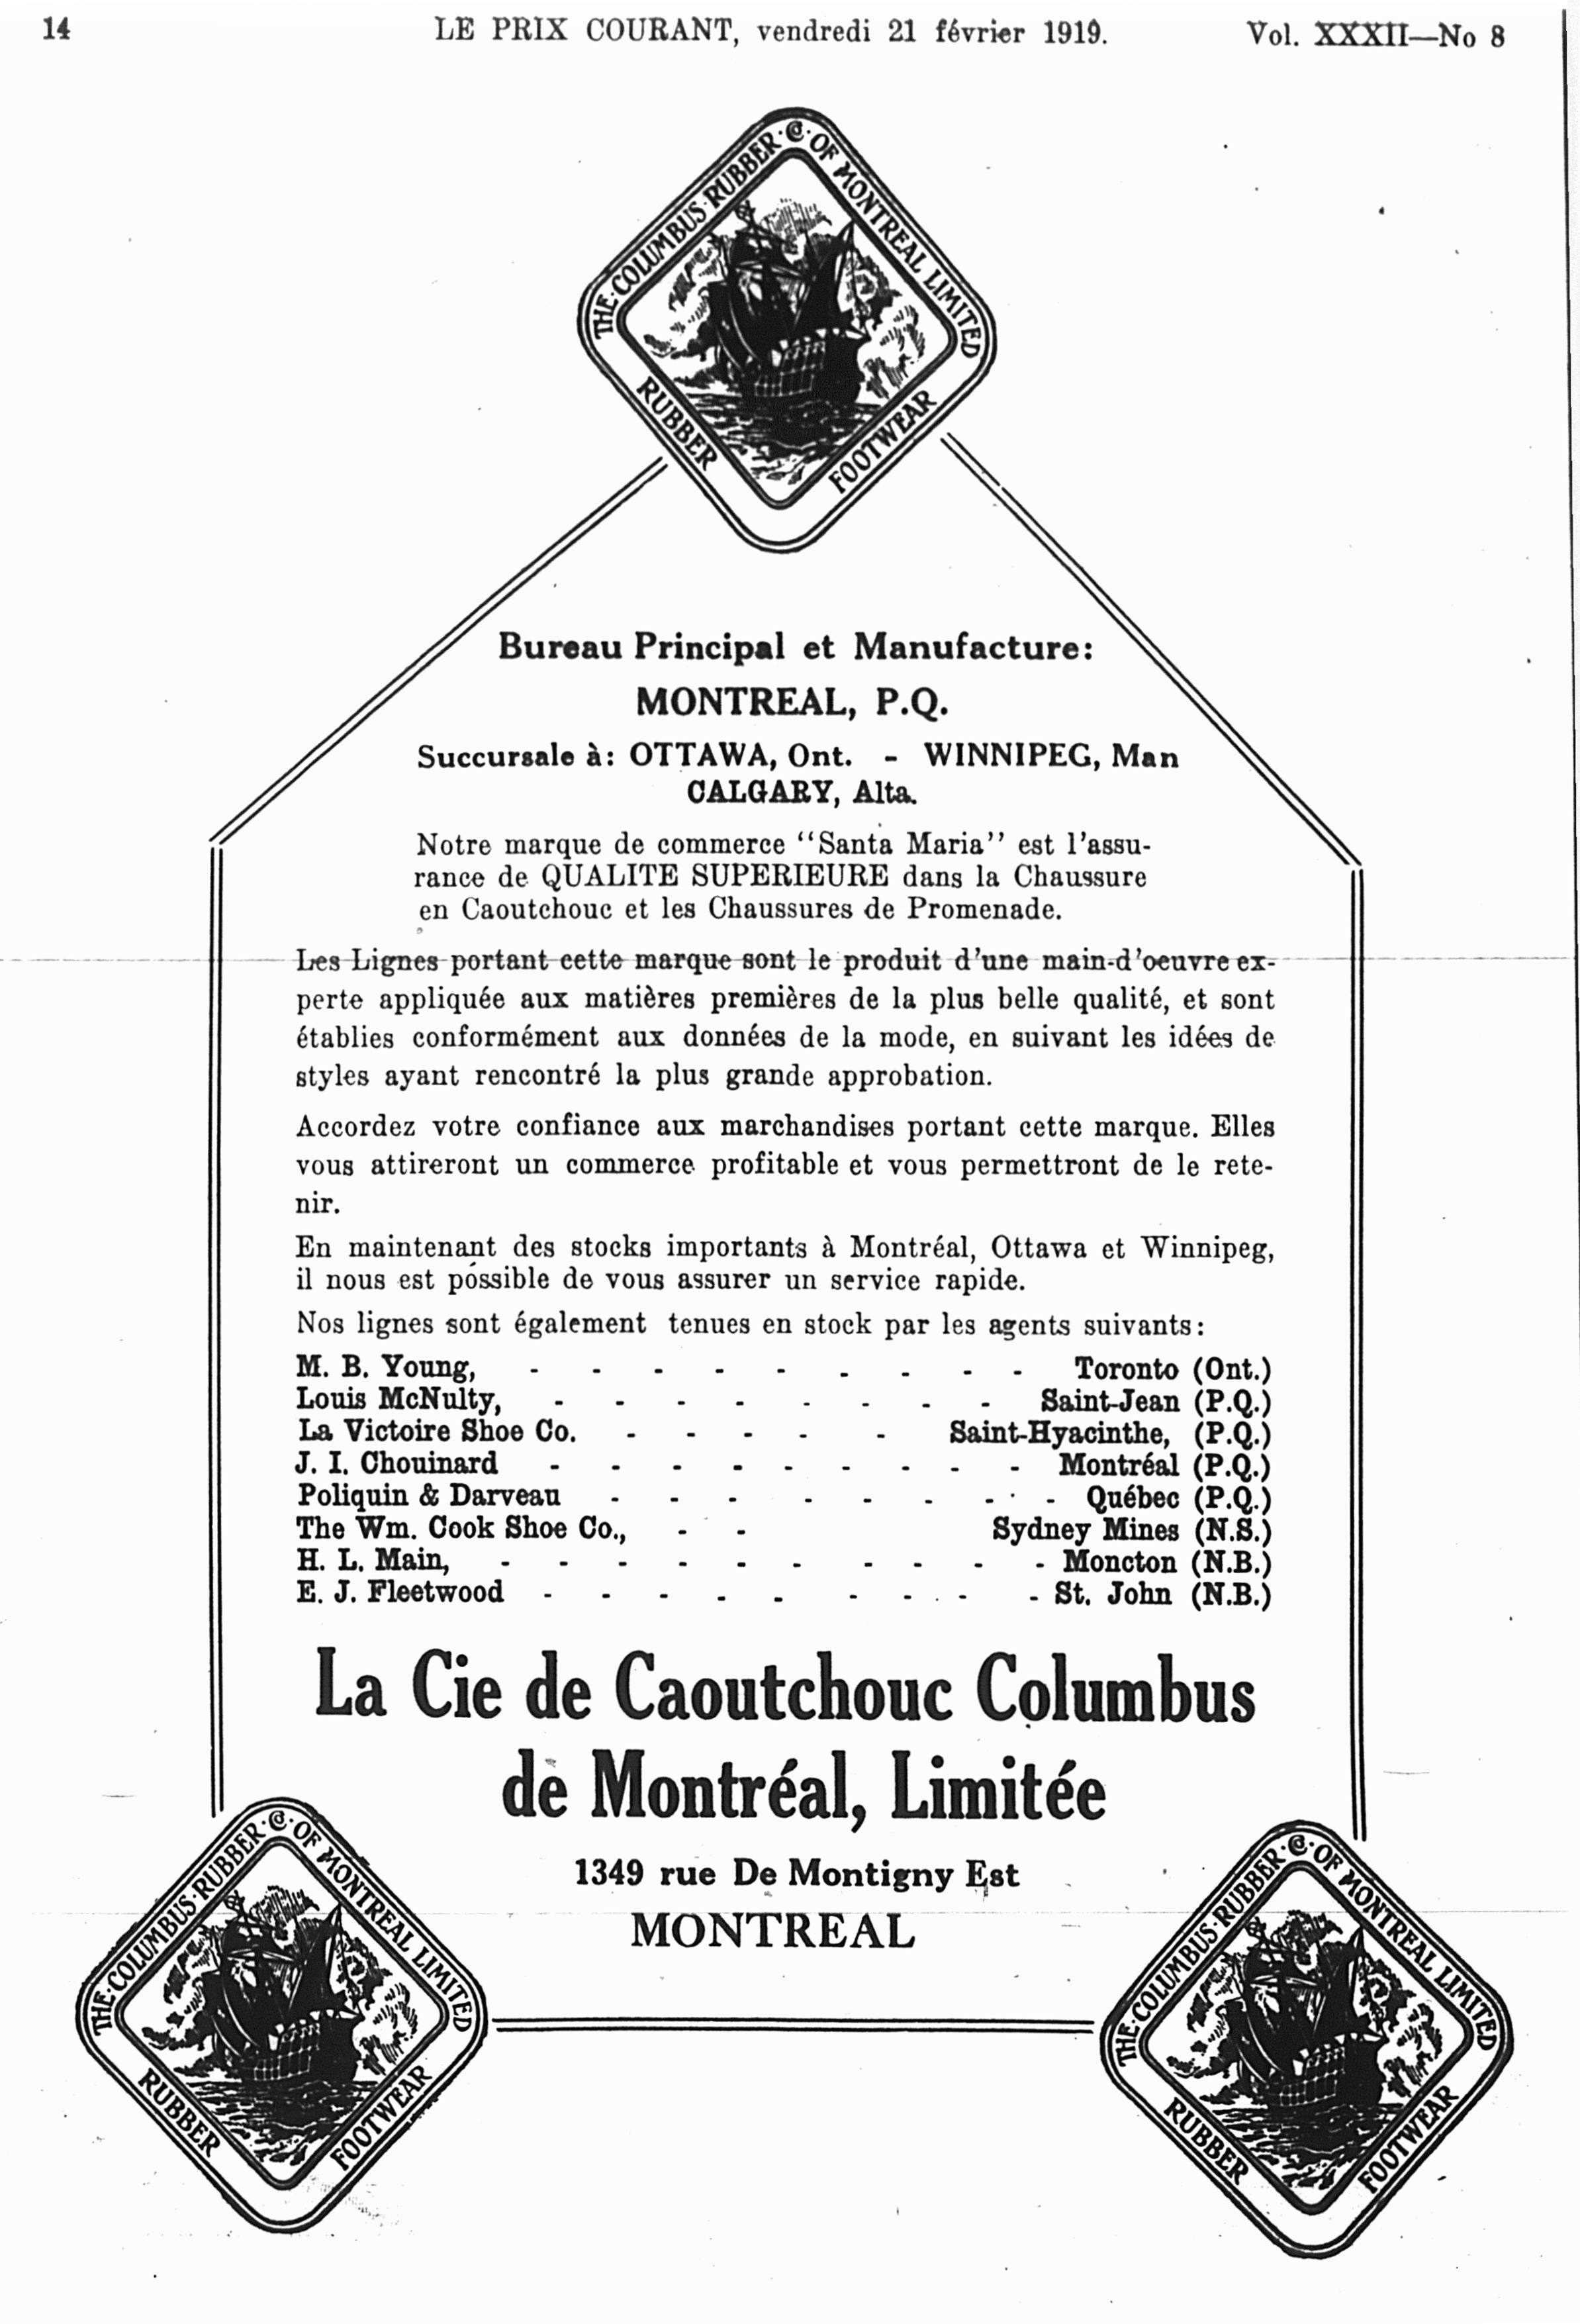 14
LE PRIX COURANT, vendredi 21 février 1919.
Vol. XXXII—No 8
THE·COLUMBUS·RUBBER·Co·OF MONTREAL LIMITED
RUBBER FOOTWEAR
Bureau Principal et Manufacture:
MONTREAL, P.Q.
Succursale à: OTTAWA, Ont. - WINNIPEG, Man
CALGARY, Alta.
Notre marque de commerce "Santa Maria" est l'assu-
rance de QUALITE SUPERIEURE dans la Chaussure
en Caoutchouc et les Chaussures de Promenade.
Les Lignes portant cette marque sont le produit d'une main-d'oeuvre ex-
perte appliquée aux matières premières de la plus belle qualité, et sont
établies conformément aux données de la mode, en suivant les idées de
styles ayant rencontré la plus grande approbation.
Accordez votre confiance aux marchandises portant cette marque. Elles
vous attireront un commerce profitable et vous permettront de le rete-
nir.
En maintenant des stocks importants à Montréal, Ottawa et Winnipeg,
il nous est possible de vous assurer un service rapide.
Nos lignes sont également tenues en stock par les agents suivants:
M. B. Young, - - - - - - - - - Toronto (Ont.)
Louis McNulty, - - - - - - - - Saint-Jean (P.Q.)
La Victoire Shoe Co. - - - - - Saint-Hyacinthe, (P.Q.)
J. I. Chouinard - - - - - - - - - Montréal (P.Q.)
Poliquin & Darveau - - - - - - - - Québec (P.Q.)
The Wm. Cook Shoe Co., - - Sydney Mines (N.S.)
H. L. Main, - - - - - - - - - - Moncton (N.B.)
E. J. Fleetwood - - - - - - - - - St. John (N.B.)
La Cie de Caoutchouc Columbus
de Montréal, Limitée
1349 rue De Montigny Est
MONTREAL
THE·COLUMBUS·RUBBER·Co·OF MONTREAL LIMITED
RUBBER FOOTWEAR
THE·COLUMBUS·RUBBER·Co·OF MONTREAL LIMITED
RUBBER FOOTWEAR